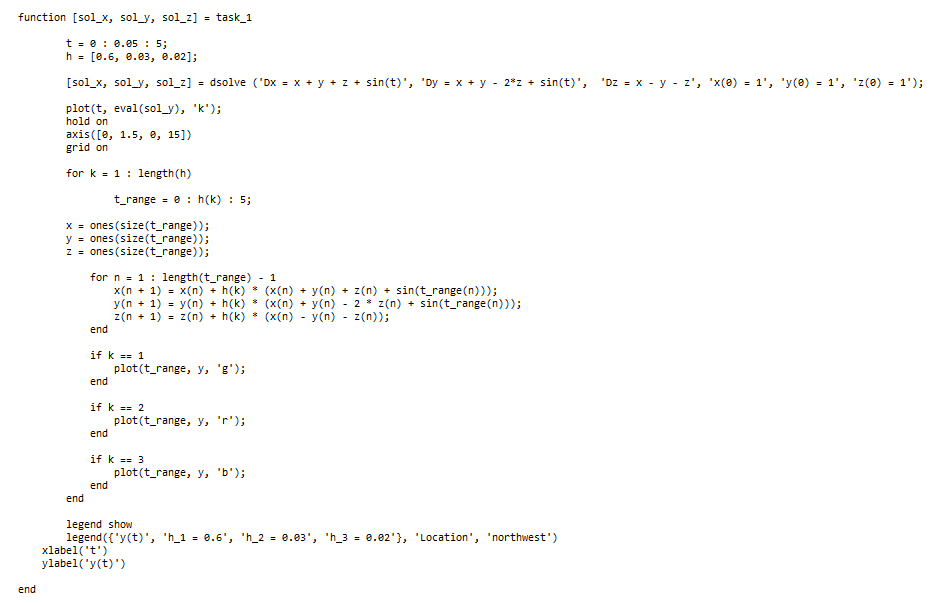 function [sol_x, sol_y, sol_z] = task_1
t = 0 : 0.05 : 5;
h = [0.6, 0.03, 0.02];
[sol_x, sol_y, sol_z] = dsolve ('Dx = x + y + z + sin(t)', 'Dy = x + y - 2*z + sin(t)',  'Dz = x - y - z', 'x(0) = 1', 'y(0) = 1', 'z(0) = 1');
plot(t, eval(sol_y), 'k');
hold on
axis([0, 1.5, 0, 15])
grid on
for k = 1 : length(h)
t_range = 0 : h(k) : 5;
x = ones(size(t_range));
y = ones(size(t_range));
z = ones(size(t_range));
for n = 1 : length(t_range) - 1
x(n + 1) = x(n) + h(k) * (x(n) + y(n) + z(n) + sin(t_range(n)));
y(n + 1) = y(n) + h(k) * (x(n) + y(n) - 2 * z(n) + sin(t_range(n)));
z(n + 1) = z(n) + h(k) * (x(n) - y(n) - z(n));
end
if k == 1
plot(t_range, y, 'g');
end
if k == 2
plot(t_range, y, 'r');
end
if k == 3
plot(t_range, y, 'b');
end
end
legend show
legend({'y(t)', 'h_1 = 0.6', 'h_2 = 0.03', 'h_3 = 0.02'}, 'Location', 'northwest')
xlabel('t')
ylabel('y(t)')
end